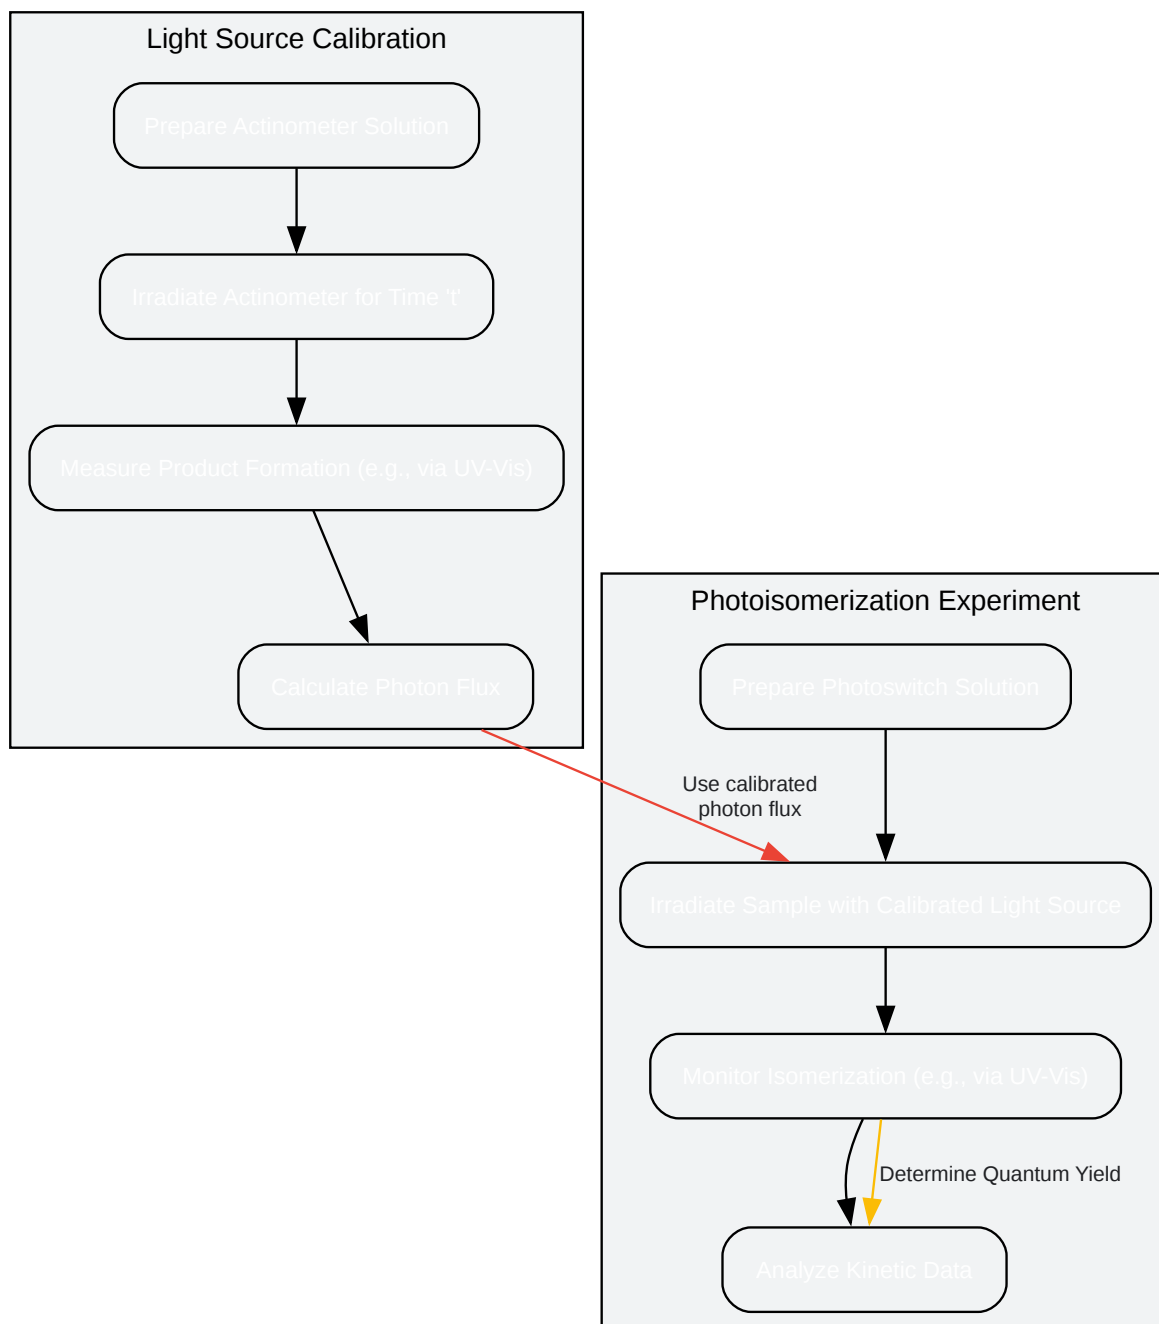 Light Source Calibration
Prepare Actinometer Solution
Irradiate Actinometer for Time 't'
Measure Product Formation (e.g., via UV-Vis)
Calculate Photon Flux
Photoisomerization Experiment
Prepare Photoswitch Solution
Use calibrated
photon flux
Irradiate Sample with Calibrated Light Source
Monitor Isomerization (e.g., via UV-Vis)
Determine Quantum Yield
Analyze Kinetic Data